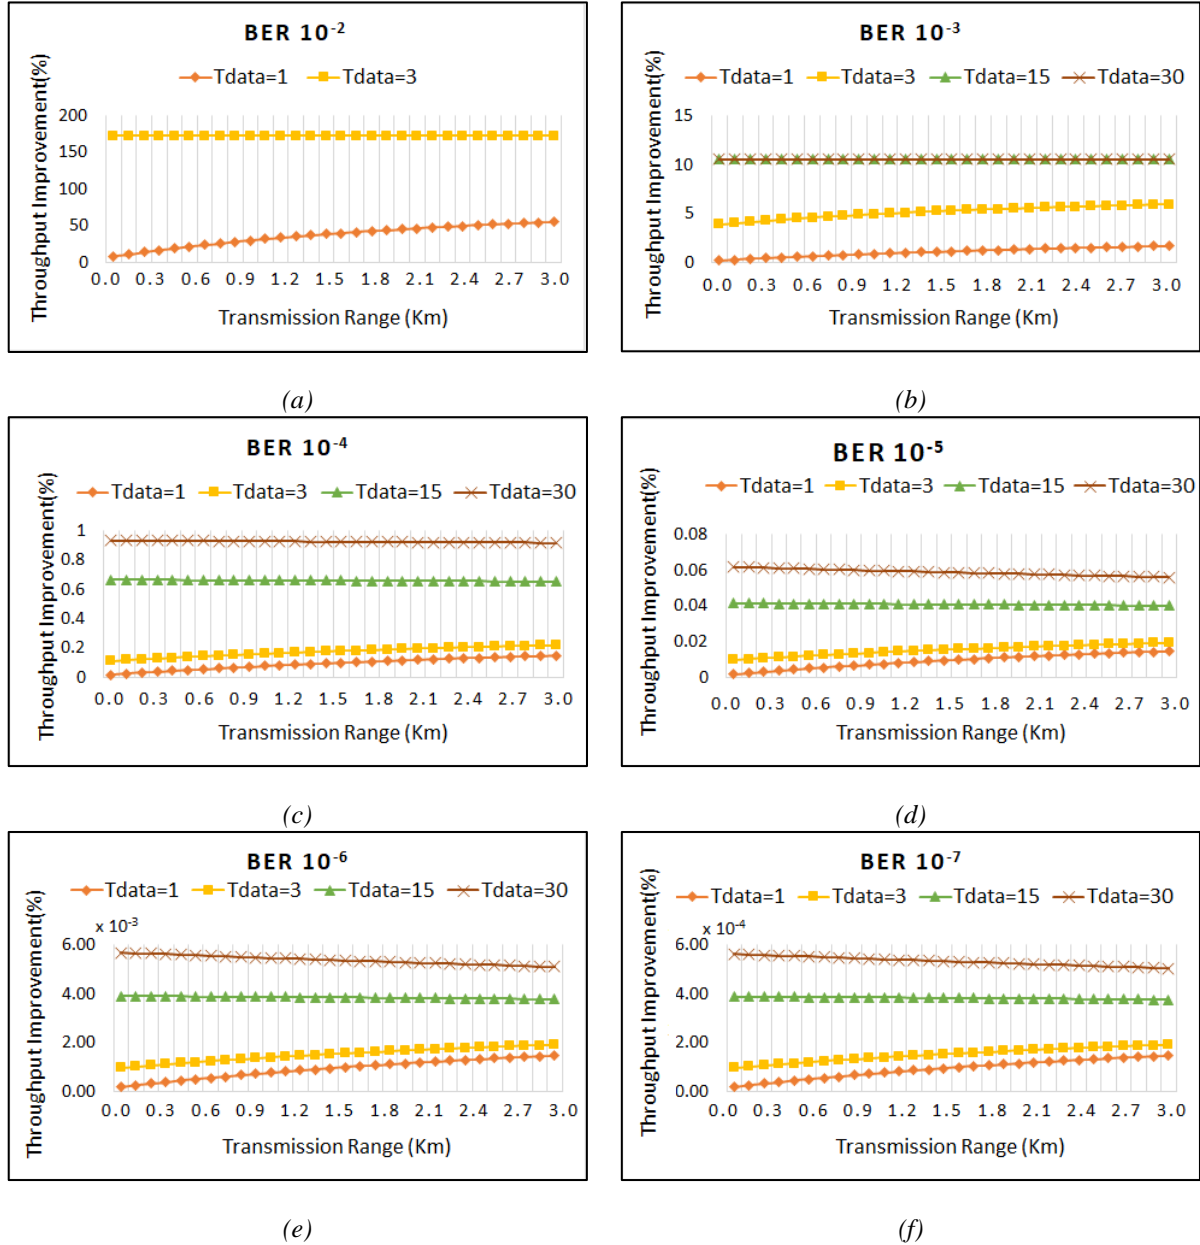 BER 10⁻²
Tdata=1 Tdata=3
Throughput Improvement(%)
200
150
100
50
0
0.0 0.3 0.6 0.9 1.2 1.5 1.8 2.1 2.4 2.7 3.0
Transmission Range (Km)
(a)
BER 10⁻³
Tdata=1 Tdata=3 Tdata=15 Tdata=30
Throughput Improvement(%)
15
10
5
0
0.0 0.3 0.6 0.9 1.2 1.5 1.8 2.1 2.4 2.7 3.0
Transmission Range (Km)
(b)
BER 10⁻⁴
Tdata=1 Tdata=3 Tdata=15 Tdata=30
Throughput Improvement(%)
1
0.8
0.6
0.4
0.2
0
0.0 0.3 0.6 0.9 1.2 1.5 1.8 2.1 2.4 2.7 3.0
Transmission Range (Km)
(c)
BER 10⁻⁵
Tdata=1 Tdata=3 Tdata=15 Tdata=30
Throughput Improvement(%)
0.08
0.06
0.04
0.02
0
0.0 0.3 0.6 0.9 1.2 1.5 1.8 2.1 2.4 2.7 3.0
Transmission Range (Km)
(d)
BER 10⁻⁶
Tdata=1 Tdata=3 Tdata=15 Tdata=30
Throughput Improvement(%)
x 10⁻³
6.00
4.00
2.00
0.00
0.0 0.3 0.6 0.9 1.2 1.5 1.8 2.1 2.4 2.7 3.0
Transmission Range (Km)
(e)
BER 10⁻⁷
Tdata=1 Tdata=3 Tdata=15 Tdata=30
Throughput Improvement(%)
x 10⁻⁴
6.00
4.00
2.00
0.00
0.0 0.3 0.6 0.9 1.2 1.5 1.8 2.1 2.4 2.7 3.0
Transmission Range (Km)
(f)